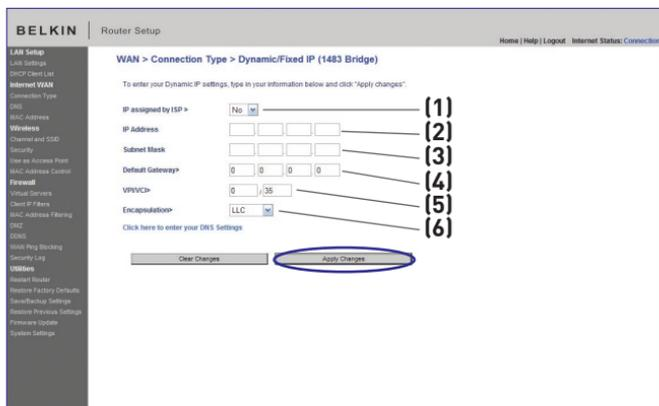 BELKIN
Router Setup
Home | Help | Logout Internet Status: Connection
LAN Setup
LAN Settings
DHCP Client List
Internet WAN
Connection Type
DNS
MAC Address
Wireless
Channel and SSID
Security
Use as Access Point
MAC Address Control
Firewall
Virtual Servers
Client IP Filters
MAC Address Filtering
DMZ
DDNS
WAN Ping Blocking
Security Log
Utilities
Restart Router
Restore Factory Defaults
Save/Backup Settings
Restore Previous Settings
Firmware Update
System Settings
WAN > Connection Type > Dynamic/Fixed IP (1483 Bridge)
To enter your Dynamic IP settings, type in your information below and click "Apply changes".
IP assigned by ISP > No (1)
IP Address . . . (2)
Subnet Mask . . . (3)
Default Gateway> 0 . 0 . 0 . 0 (4)
VPI/VCI> 0 / 35 (5)
Encapsulation> LLC (6)
Click here to enter your DNS Settings
Clear Changes Apply Changes